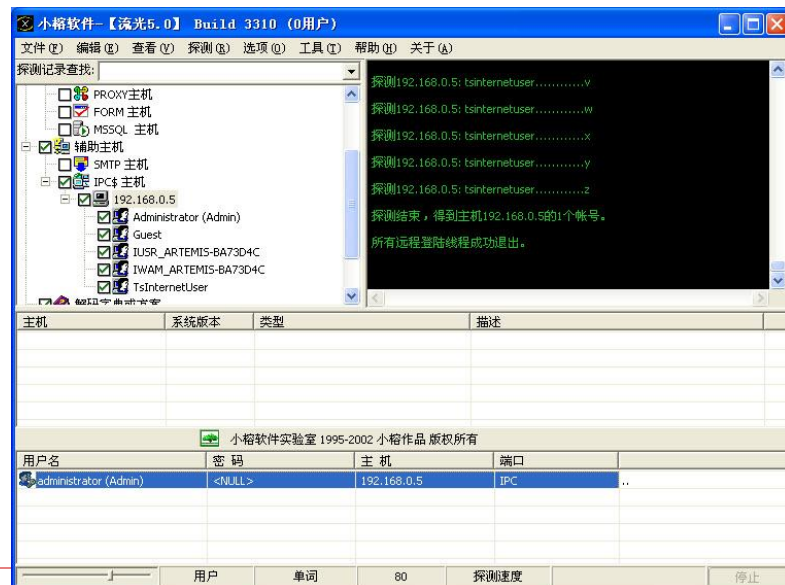 小榕软件-【流光5.0】 Build 3310 (0用户)
文件(F) 编辑(E) 查看(V) 探测(R) 选项(O) 工具(T) 帮助(H) 关于(A)
探测记录查找:
PROXY主机
FORM 主机
MSSQL 主机
辅助主机
SMTP 主机
IPC$ 主机
192.168.0.5
Administrator (Admin)
Guest
IUSR_ARTEMIS-BA73D4C
IWAM_ARTEMIS-BA73D4C
TsInternetUser
解码字典或方案
探测192.168.0.5: tsinternetuser............v
探测192.168.0.5: tsinternetuser............w
探测192.168.0.5: tsinternetuser............x
探测192.168.0.5: tsinternetuser............y
探测192.168.0.5: tsinternetuser............z
探测结束，得到主机192.168.0.5的1个帐号。
所有远程登陆线程成功退出。
主机 系统版本 类型 描述
小榕软件实验室 1995-2002 小榕作品 版权所有
用户名 密码 主机 端口
administrator (Admin) <NULL> 192.168.0.5 IPC ..
用户 单词 80 探测速度 停止